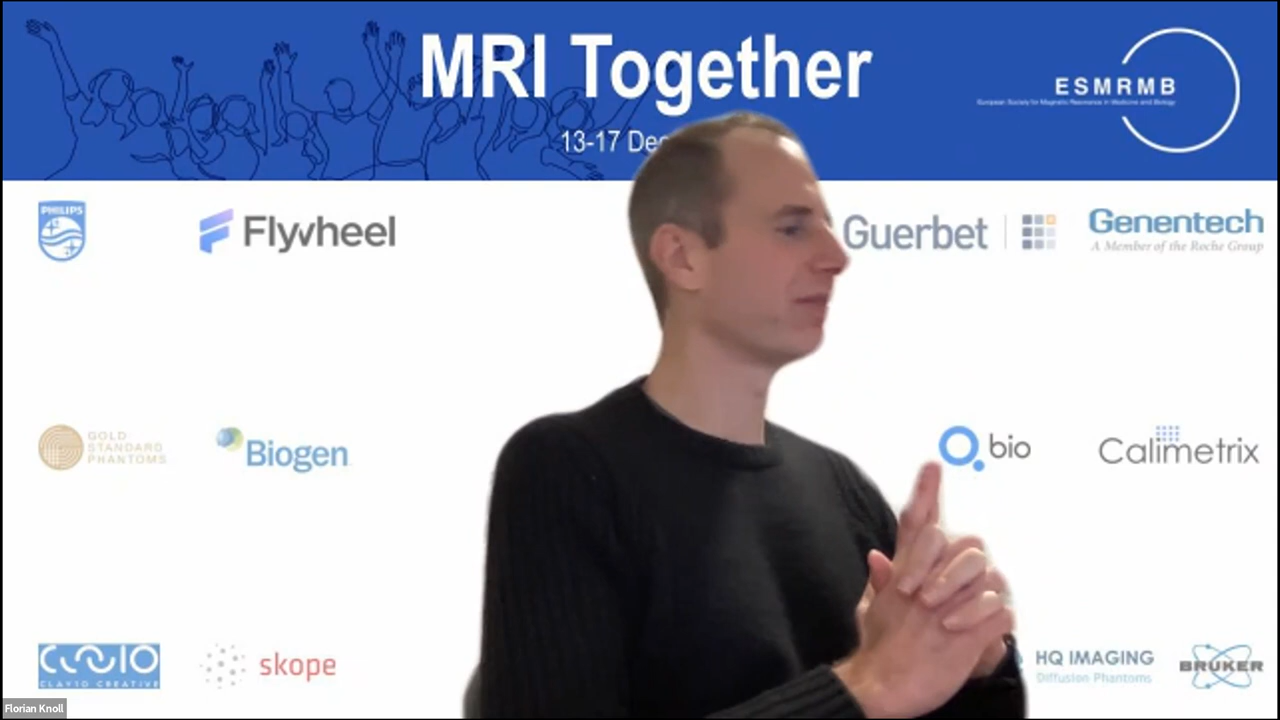 MRI Together
13-17 Dec
ESMRMB
European Society for Magnetic Resonance in Medicine and Biology
PHILIPS
Flywheel
Guerbet
Genentech
A Member of the Roche Group
GOLD
STANDARD
PHANTOMS
Biogen
Q bio
Calimetrix
CLAY10 CREATIVE
skope
HQ IMAGING
Diffusion Phantoms
BRUKER
Florian Knoll